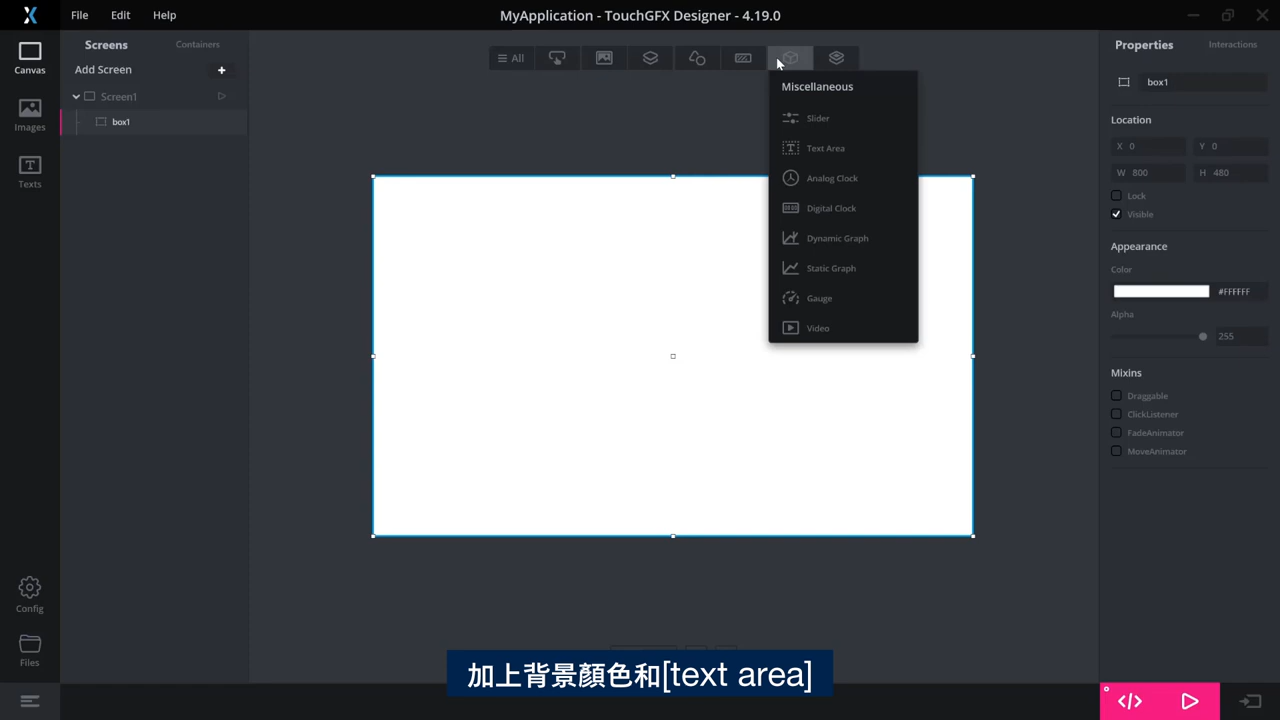 File Edit Help
MyApplication - TouchGFX Designer - 4.19.0
Canvas
Images
Texts
Config
Files
Screens Containers
Add Screen
Screen1
box1
All
Miscellaneous
Slider
Text Area
Analog Clock
Digital Clock
Dynamic Graph
Static Graph
Gauge
Video
加上背景顏色和[text area]
Properties Interactions
box1
Location
X 0 Y 0
W 800 H 480
Lock
Visible
Appearance
Color
#FFFFFF
Alpha
255
Mixins
Draggable
ClickListener
FadeAnimator
MoveAnimator